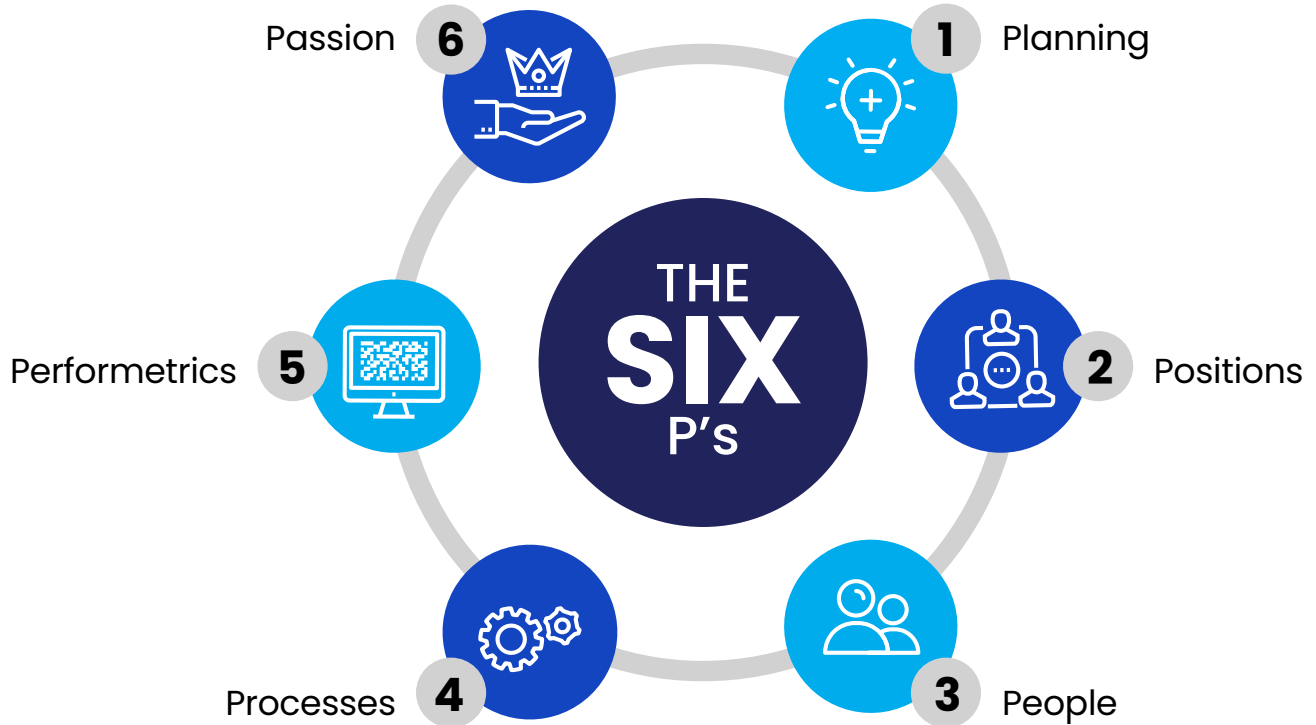 THE
SIX
P’s
1 Planning
2 Positions
3 People
4 Processes
5 Performetrics
6 Passion